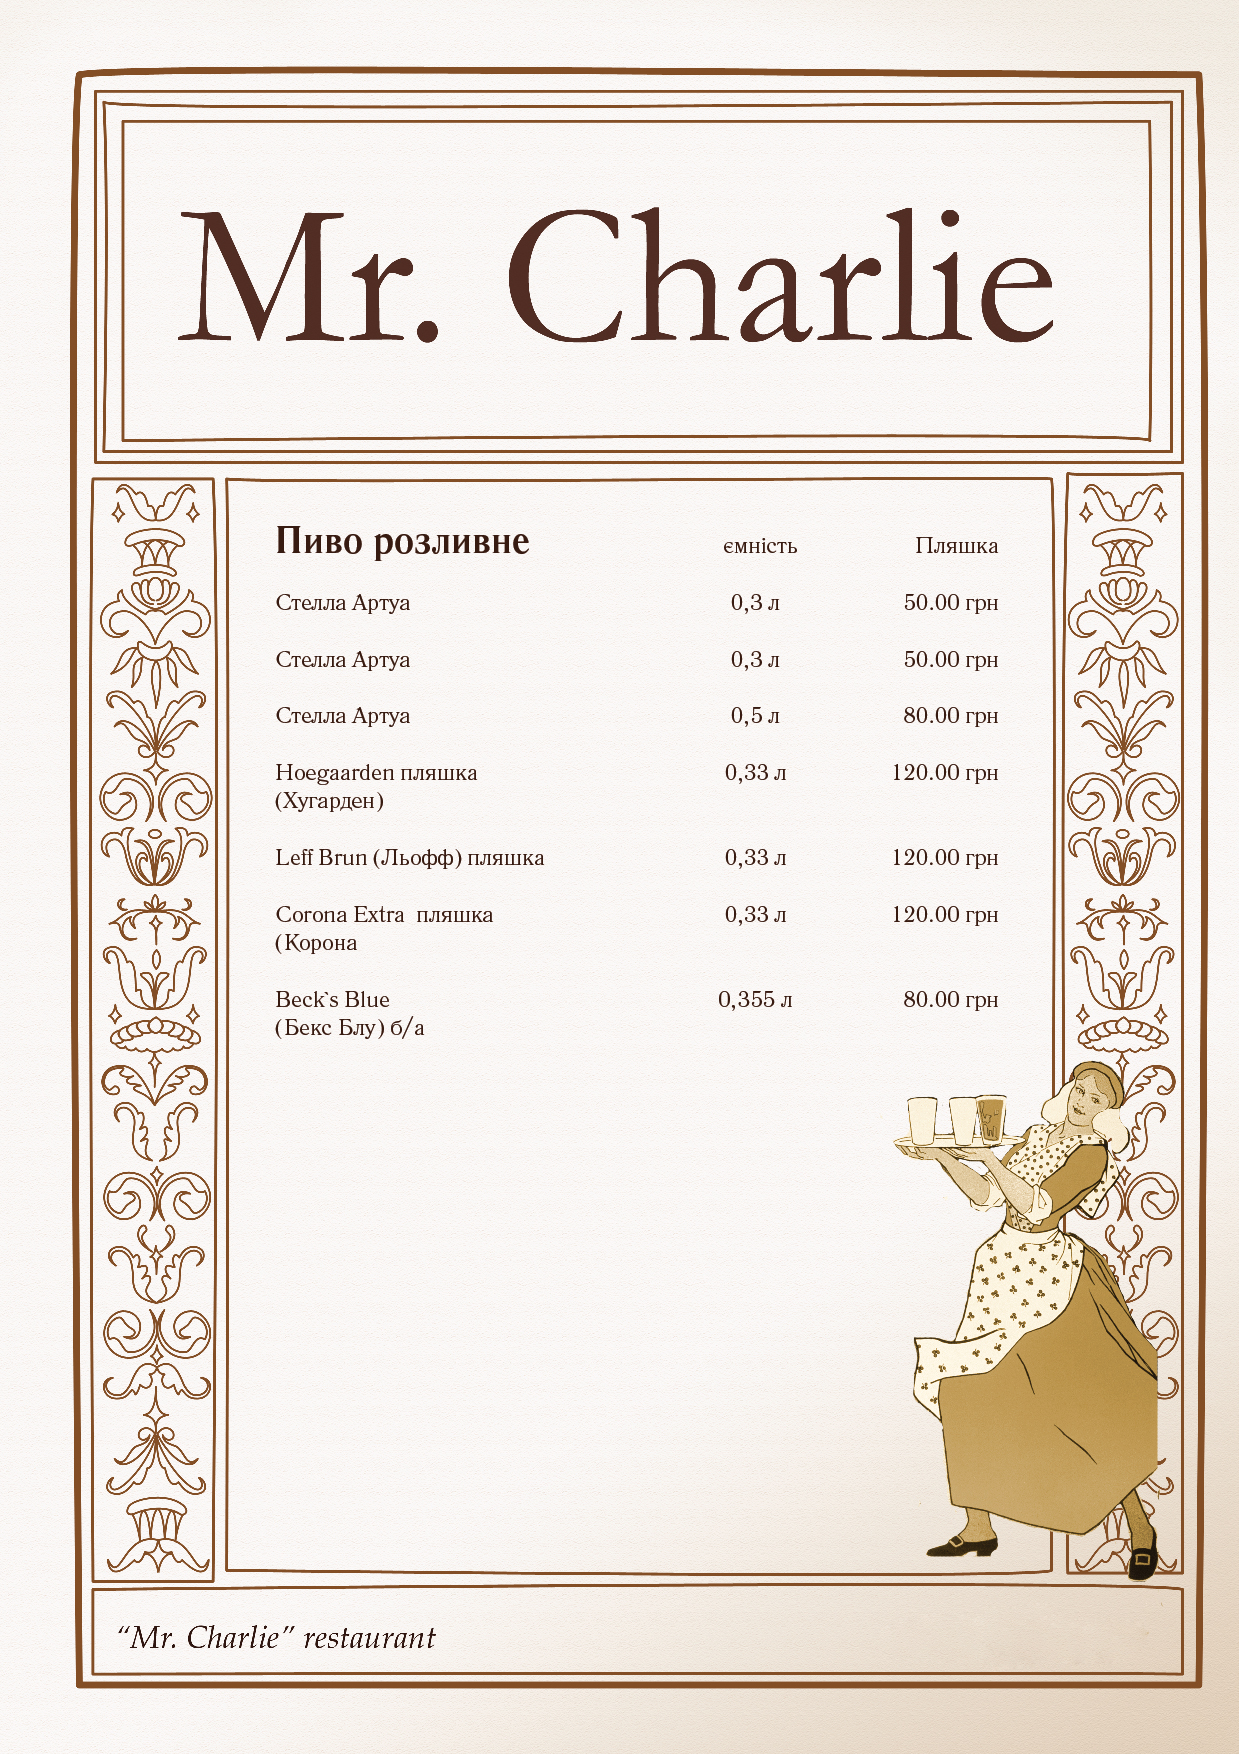 Mr. Charlie
Пиво розливне ємність Пляшка
Стелла Артуа 0,3 л 50.00 грн
Стелла Артуа 0,3 л 50.00 грн
Стелла Артуа 0,5 л 80.00 грн
Hoegaarden пляшка 0,33 л 120.00 грн
(Хугарден)
Leff Brun (Льофф) пляшка 0,33 л 120.00 грн
Corona Extra пляшка 0,33 л 120.00 грн
(Корона
Beck`s Blue 0,355 л 80.00 грн
(Бекс Блу) б/а
“Mr. Charlie” restaurant